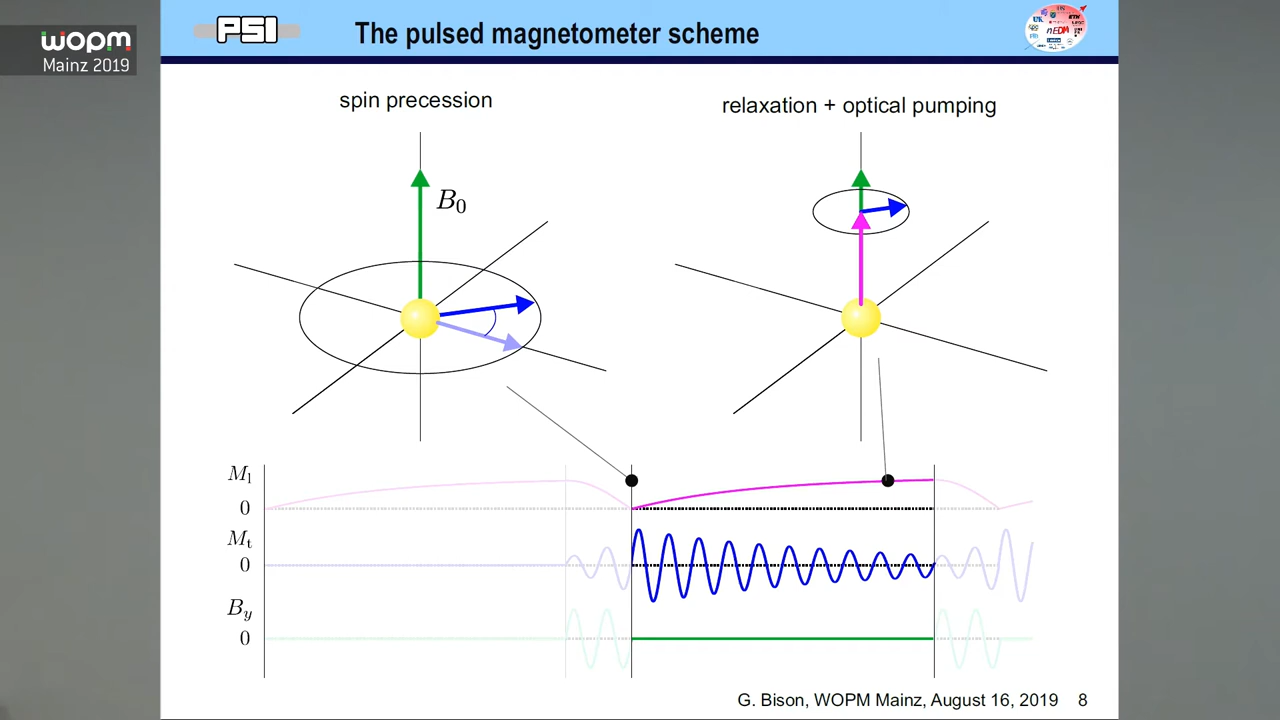 wopm
Mainz 2019
PSI
The pulsed magnetometer scheme
nEDM
spin precession
relaxation + optical pumping
B0
Ml
0
Mt
0
By
0
G. Bison, WOPM Mainz, August 16, 2019 8